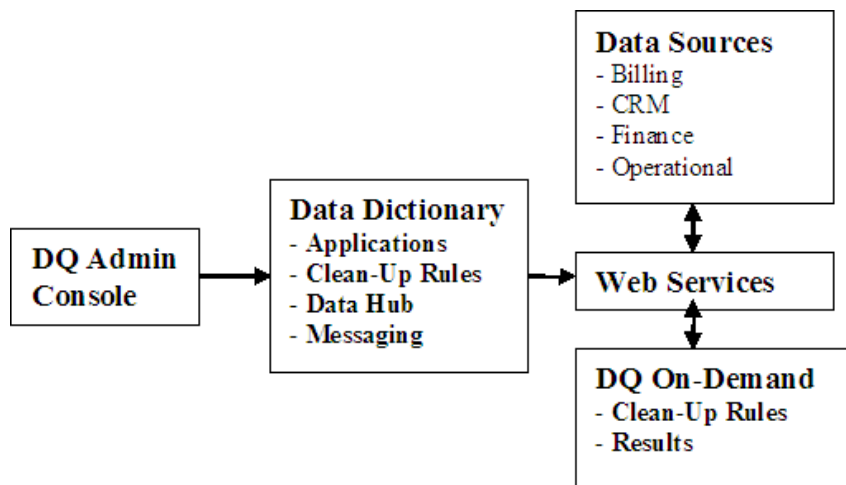 DQ Admin
Console
Data Dictionary
- Applications
- Clean-Up Rules
- Data Hub
- Messaging
Data Sources
- Billing
- CRM
- Finance
- Operational
Web Services
DQ On-Demand
- Clean-Up Rules
- Results